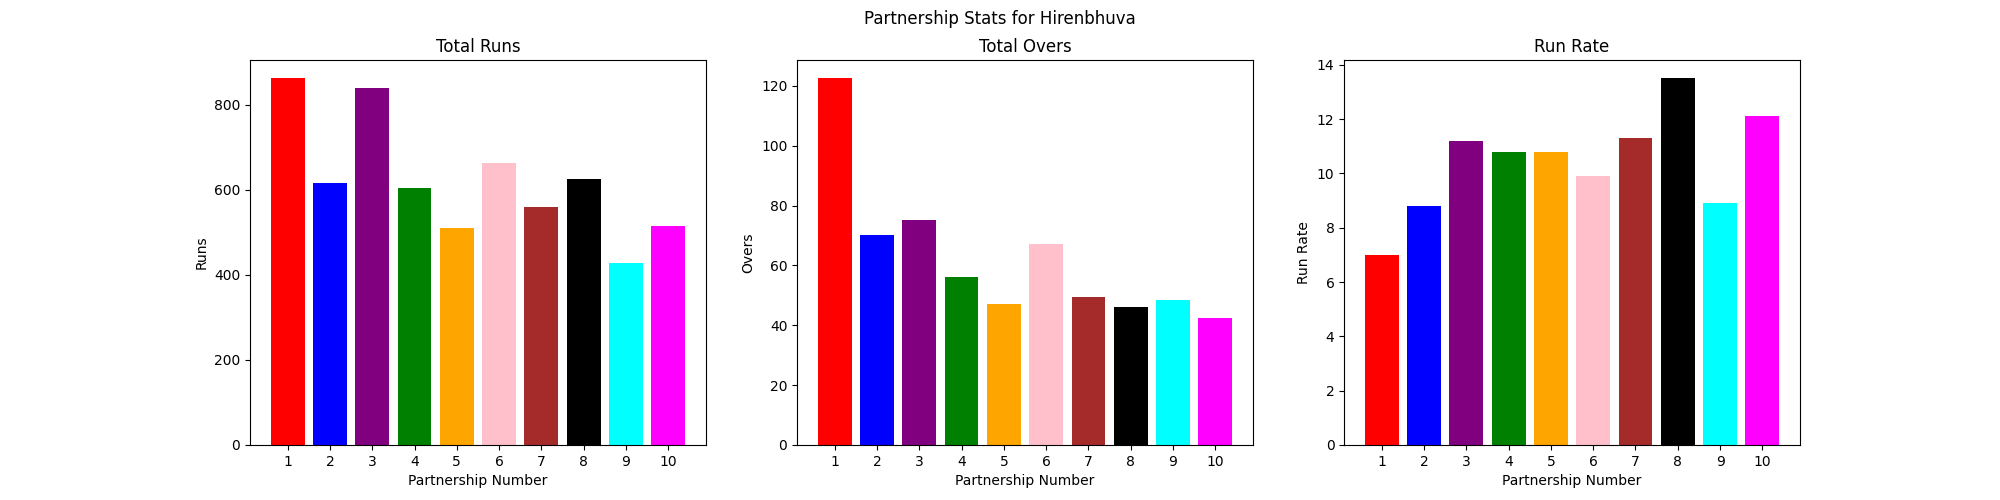 Partnership Stats for Hirenbhuva
Total Runs
Runs
800
600
400
200
0
1 2 3 4 5 6 7 8 9 10
Partnership Number
Total Overs
Overs
120
100
80
60
40
20
0
1 2 3 4 5 6 7 8 9 10
Partnership Number
Run Rate
Run Rate
14
12
10
8
6
4
2
0
1 2 3 4 5 6 7 8 9 10
Partnership Number